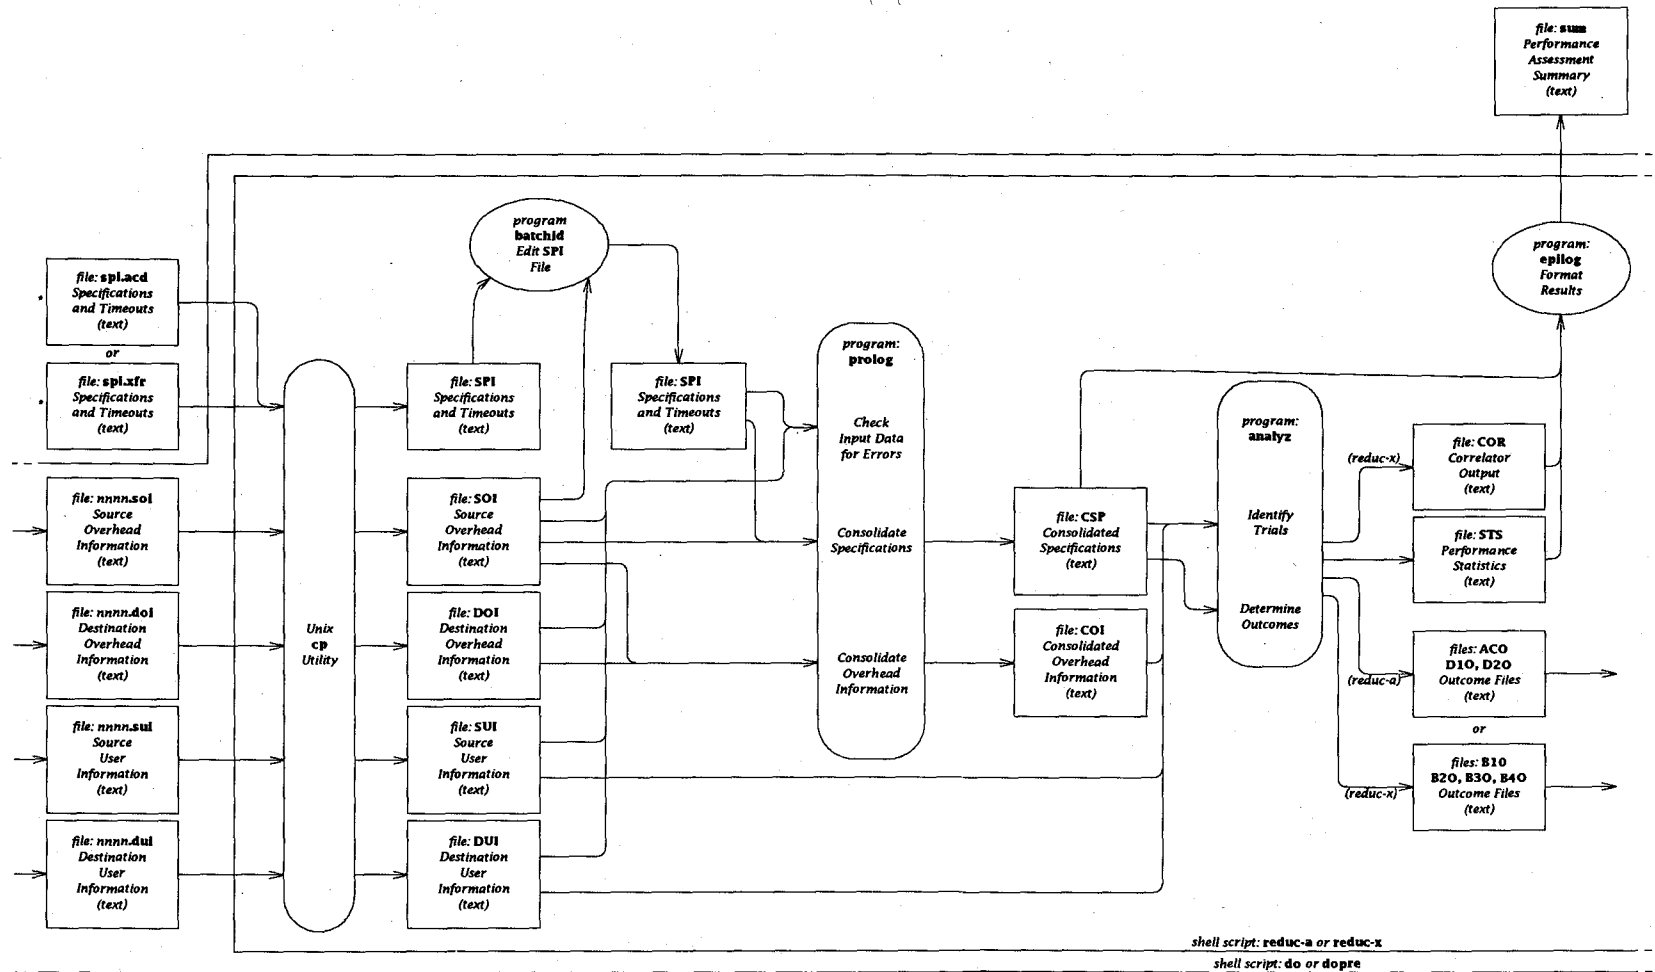 file: sum
Performance
Assessment
Summary
(text)
program
batchid
Edit SPI
File
program:
epilog
Format
Results
file: spi.acd
Specifications
and Timeouts
(text)
or
file: spi.xfr
Specifications
and Timeouts
(text)
file: SPI
Specifications
and Timeouts
(text)
file: SPI
Specifications
and Timeouts
(text)
program:
prolog
Check
Input Data
for Errors
Consolidate
Specifications
Consolidate
Overhead
Information
program:
analyz
Identify
Trials
Determine
Outcomes
(reduc-x)
file: COR
Correlator
Output
(text)
file: STS
Performance
Statistics
(text)
file: nnnn.soi
Source
Overhead
Information
(text)
file: SOI
Source
Overhead
Information
(text)
file: CSP
Consolidated
Specifications
(text)
file: nnnn.doi
Destination
Overhead
Information
(text)
Unix
cp
Utility
file: DOI
Destination
Overhead
Information
(text)
file: COI
Consolidated
Overhead
Information
(text)
(reduc-a)
files: ACO
D1O, D2O
Outcome Files
(text)
or
file: nnnn.sui
Source
User
Information
(text)
file: SUI
Source
User
Information
(text)
(reduc-x)
files: B1O
B2O, B3O, B4O
Outcome Files
(text)
file: nnnn.dui
Destination
User
Information
(text)
file: DUI
Destination
User
Information
(text)
shell script: reduc-a or reduc-x
shell script: do or dopre